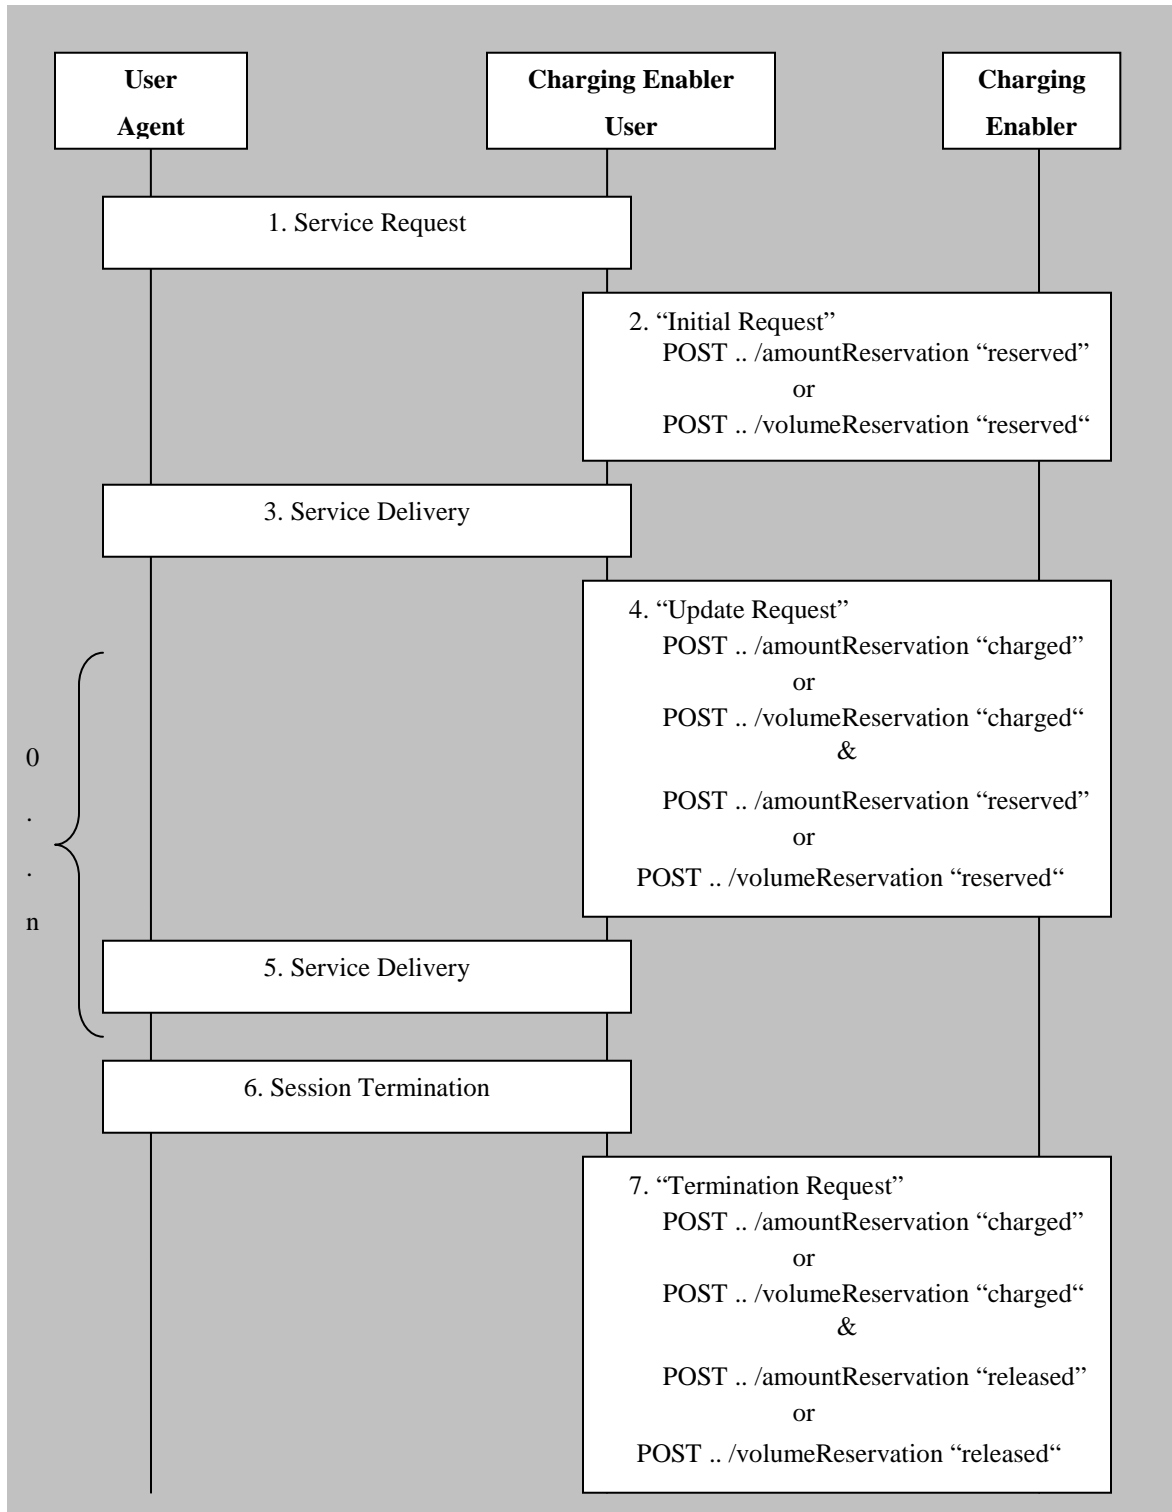 User
Agent
Charging Enabler
User
Charging
Enabler
1. Service Request
2. “Initial Request”
POST .. /amountReservation “reserved”
or
POST .. /volumeReservation “reserved“
3. Service Delivery
4. “Update Request”
POST .. /amountReservation “charged”
or
POST .. /volumeReservation “charged“
&
POST .. /amountReservation “reserved”
or
POST .. /volumeReservation “reserved“
0
.
.
n
5. Service Delivery
6. Session Termination
7. “Termination Request”
POST .. /amountReservation “charged”
or
POST .. /volumeReservation “charged“
&
POST .. /amountReservation “released”
or
POST .. /volumeReservation “released“